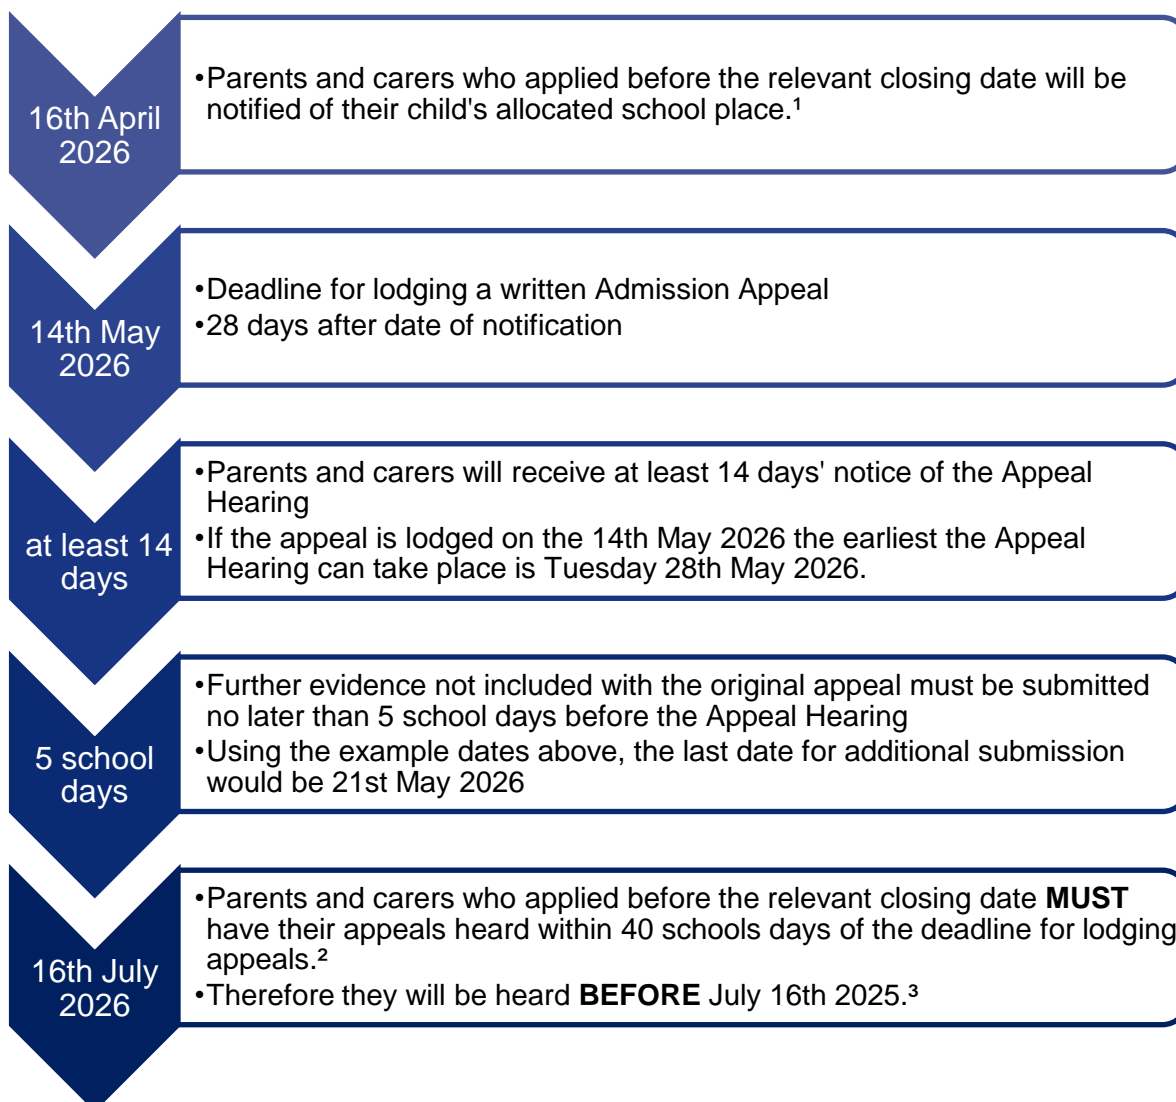 16th April
2026
•Parents and carers who applied before the relevant closing date will be
notified of their child's allocated school place.¹
14th May
2026
•Deadline for lodging a written Admission Appeal
•28 days after date of notification
at least 14
days
•Parents and carers will receive at least 14 days' notice of the Appeal
Hearing
•If the appeal is lodged on the 14th May 2026 the earliest the Appeal
Hearing can take place is Tuesday 28th May 2026.
5 school
days
•Further evidence not included with the original appeal must be submitted
no later than 5 school days before the Appeal Hearing
•Using the example dates above, the last date for additional submission
would be 21st May 2026
16th July
2026
•Parents and carers who applied before the relevant closing date MUST
have their appeals heard within 40 schools days of the deadline for lodging
appeals.²
•Therefore they will be heard BEFORE July 16th 2025.³